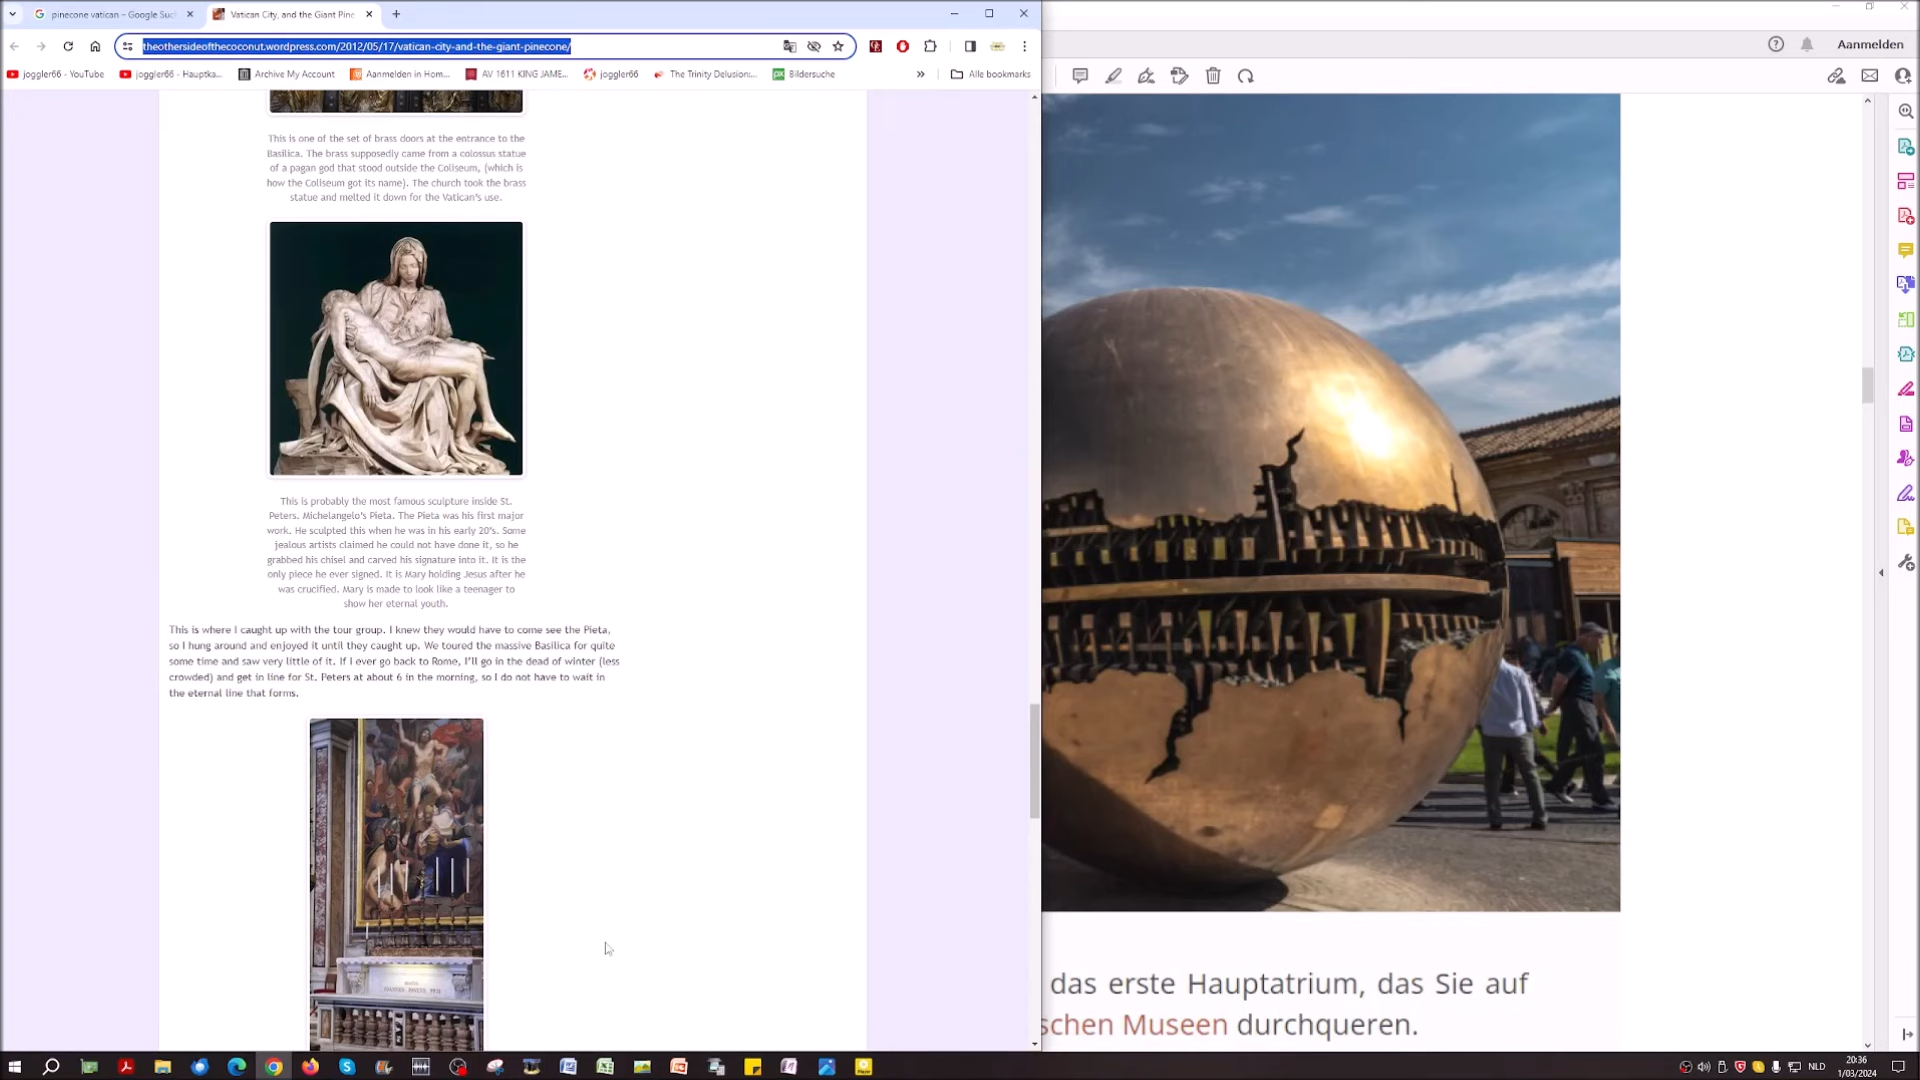 pinecone vatican – Google Suc
Vatican City, and the Giant Pine
theothersideofthecoconut.wordpress.com/2012/05/17/vatican-city-and-the-giant-pinecone/
joggler66 - YouTube
joggler66 - Hauptka...
Archive My Account
Aanmelden in Hom...
AV 1611 KING JAME...
joggler66
The Trinity Delusion:...
Bildersuche
»
Alle bookmarks
Aanmelden
This is one of the set of brass doors at the entrance to the
Basilica. The brass supposedly came from a colossus statue
of a pagan god that stood outside the Coliseum, (which is
how the Coliseum got its name). The church took the brass
statue and melted it down for the Vatican's use.
This is probably the most famous sculpture inside St.
Peters. Michelangelo's Pieta. The Pieta was his first major
work. He sculpted this when he was in his early 20's. Some
jealous artists claimed he could not have done it, so he
grabbed his chisel and carved his signature into it. It is the
only piece he ever signed. It is Mary holding Jesus after he
was crucified. Mary is made to look like a teenager to
show her eternal youth.
This is where I caught up with the tour group. I knew they would have to come see the Pieta,
so I hung around and enjoyed it until they caught up. We toured the massive Basilica for quite
some time and saw very little of it. If I ever go back to Rome, I'll go in the dead of winter (less
crowded) and get in line for St. Peters at about 6 in the morning, so I do not have to wait in
the eternal line that forms.
das erste Hauptatrium, das Sie auf
schen Museen durchqueren.
NLD
20:36
1/03/2024